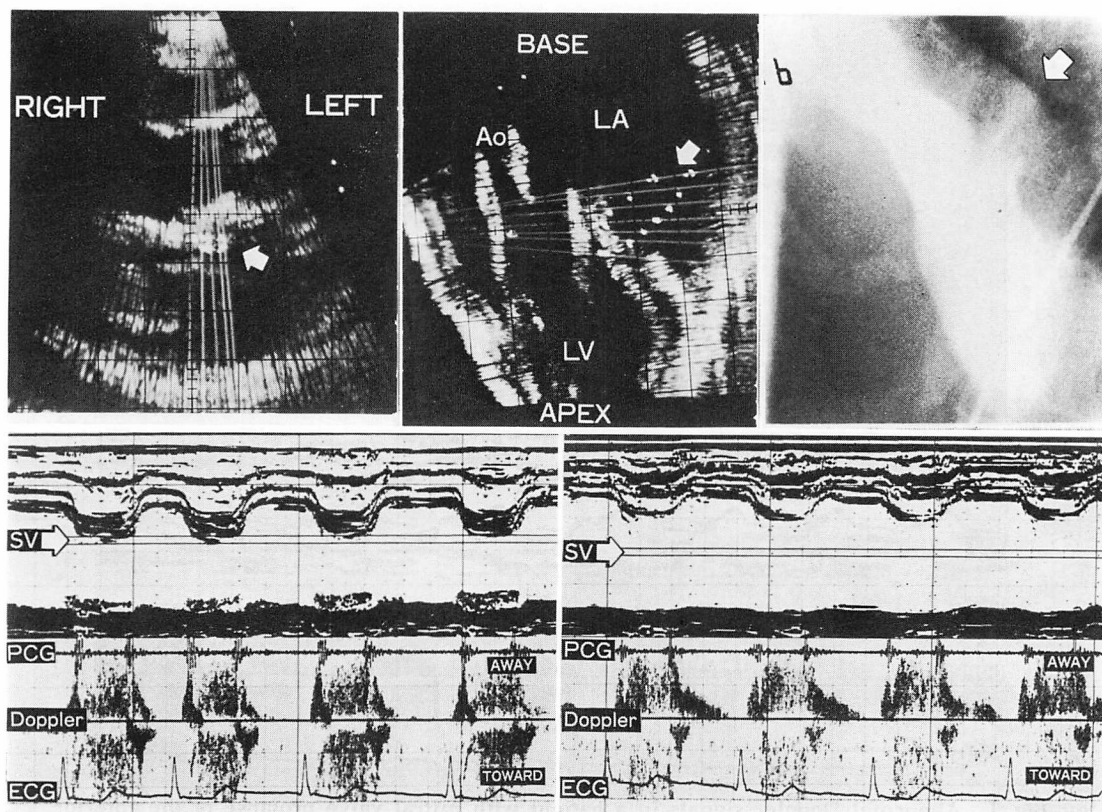 RIGHT
LEFT
BASE
Ao
LA
LV
APEX
b
SV
PCG
AWAY
Doppler
TOWARD
ECG
SV
PCG
AWAY
Doppler
TOWARD
ECG